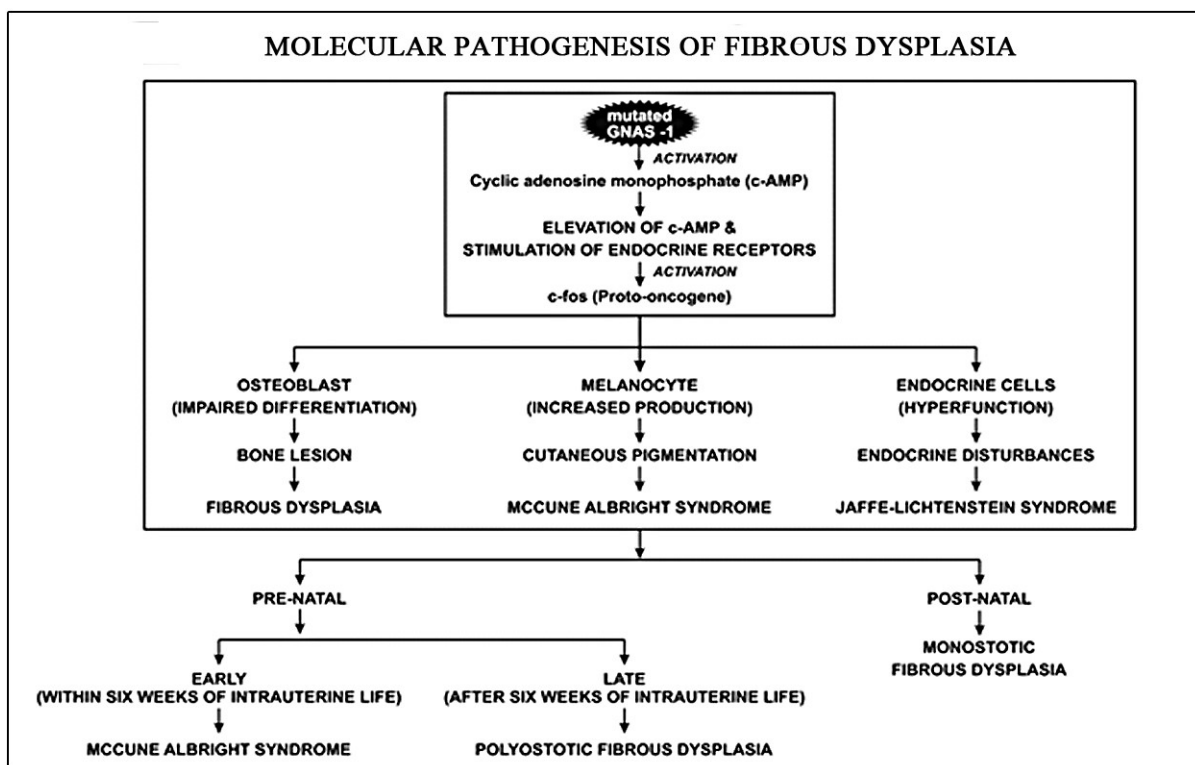 MOLECULAR PATHOGENESIS OF FIBROUS DYSPLASIA
mutated
GNAS -1
ACTIVATION
Cyclic adenosine monophosphate (c-AMP)
ELEVATION OF c-AMP &
STIMULATION OF ENDOCRINE RECEPTORS
ACTIVATION
c-fos (Proto-oncogene)
OSTEOBLAST
(IMPAIRED DIFFERENTIATION)
BONE LESION
FIBROUS DYSPLASIA
MELANOCYTE
(INCREASED PRODUCTION)
CUTANEOUS PIGMENTATION
MCCUNE ALBRIGHT SYNDROME
ENDOCRINE CELLS
(HYPERFUNCTION)
ENDOCRINE DISTURBANCES
JAFFE-LICHTENSTEIN SYNDROME
PRE-NATAL
EARLY
(WITHIN SIX WEEKS OF INTRAUTERINE LIFE)
MCCUNE ALBRIGHT SYNDROME
LATE
(AFTER SIX WEEKS OF INTRAUTERINE LIFE)
POLYOSTOTIC FIBROUS DYSPLASIA
POST-NATAL
MONOSTOTIC
FIBROUS DYSPLASIA